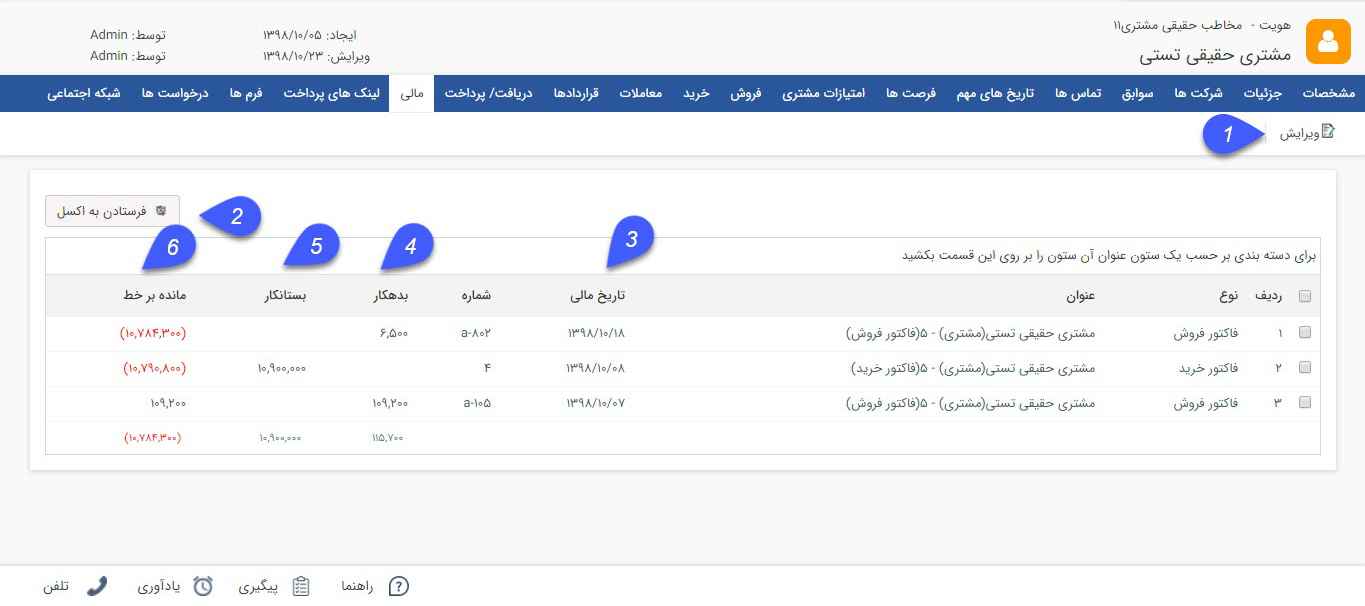 هویت - مخاطب حقیقی مشتری۱۱
مشتری حقیقی تستی
ایجاد: ۱۳۹۸/۱۰/۰۵ توسط: Admin
ویرایش: ۱۳۹۸/۱۰/۲۳ توسط: Admin
مشخصات جزئیات شرکت ها سوابق تماس ها تاریخ های مهم فرصت ها امتیازات مشتری فروش خرید معاملات قراردادها دریافت/ پرداخت مالی لینک های پرداخت فرم ها درخواست ها شبکه اجتماعی
ویرایش 1
2 فرستادن به اکسل
3 4 5 6
برای دسته بندی بر حسب یک ستون عنوان آن ستون را بر روی این قسمت بکشید
ردیف نوع عنوان تاریخ مالی شماره بدهکار بستانکار مانده بر خط
۱ فاکتور فروش مشتری حقیقی تستی(مشتری) - ۵(فاکتور فروش) ۱۳۹۸/۱۰/۱۸ a-۸۰۲ ۶,۵۰۰ (۱۰,۷۸۴,۳۰۰)
۲ فاکتور خرید مشتری حقیقی تستی(مشتری) - ۵(فاکتور خرید) ۱۳۹۸/۱۰/۰۸ ۴ ۱۰,۹۰۰,۰۰۰ (۱۰,۷۹۰,۸۰۰)
۳ فاکتور فروش مشتری حقیقی تستی(مشتری) - ۵(فاکتور فروش) ۱۳۹۸/۱۰/۰۷ a-۱۰۵ ۱۰۹,۲۰۰ ۱۰۹,۲۰۰
۱۱۵,۷۰۰ ۱۰,۹۰۰,۰۰۰ (۱۰,۷۸۴,۳۰۰)
راهنما پیگیری یادآوری تلفن